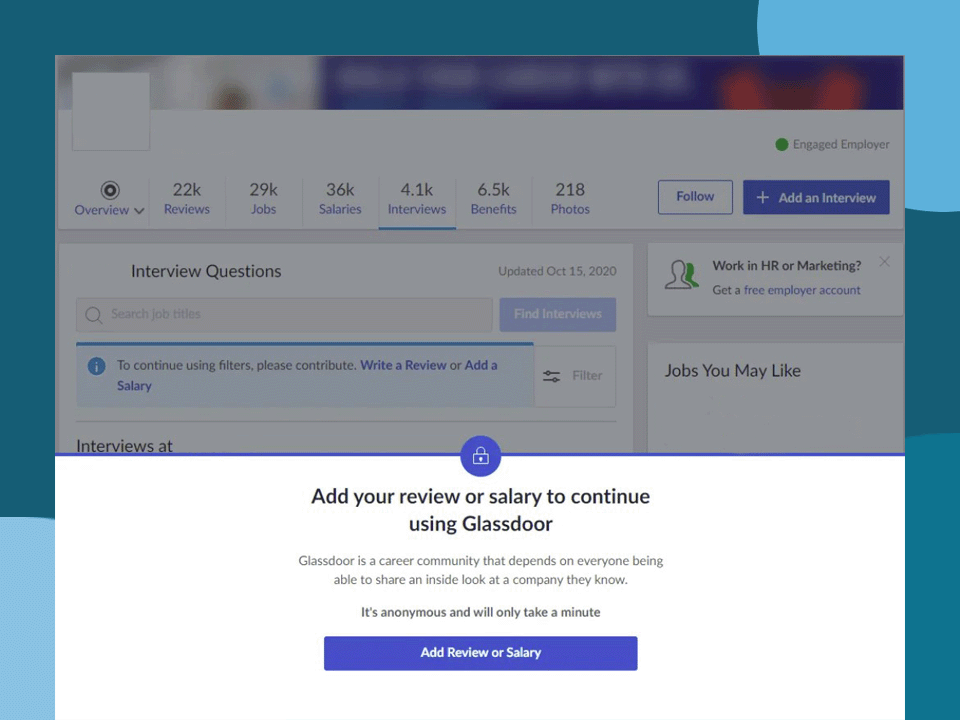 Engaged Employer
22k 29k 36k 4.1k 6.5k 218
Overview Reviews Jobs Salaries Interviews Benefits Photos
Follow
+ Add an Interview
Interview Questions
Updated Oct 15, 2020
Search job titles
Find Interviews
To continue using filters, please contribute. Write a Review or Add a
Salary
Filter
Work in HR or Marketing?
Get a free employer account
Jobs You May Like
Interviews at
Add your review or salary to continue
using Glassdoor
Glassdoor is a career community that depends on everyone being
able to share an inside look at a company they know.
It's anonymous and will only take a minute
Add Review or Salary